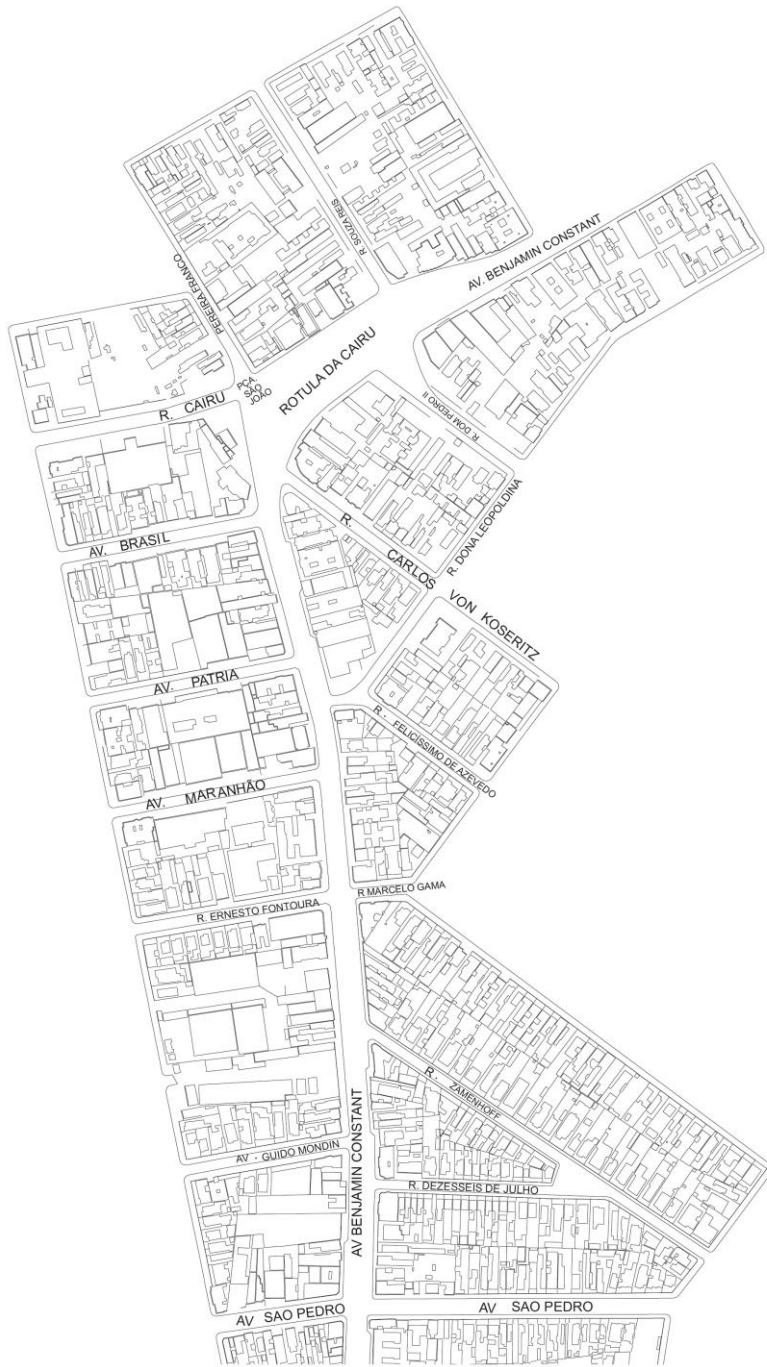 R. SOUZA REIS
AV. BENJAMIN CONSTANT
PEREIRA FRANCO
PÇA.
SÃO
JOÃO
ROTULA DA CAIRU
R. CAIRU
R. DOM PEDRO II
R. DONA LEOPOLDINA
AV. BRASIL
R. CARLOS VON KOSERITZ
AV. PATRIA
R. FELICISSIMO DE AZEVEDO
AV. MARANHÃO
R MARCELO GAMA
R. ERNESTO FONTOURA
R. ZAMENHOFF
AV BENJAMIN CONSTANT
AV - GUIDO MONDIN
R. DEZESSEIS DE JULHO
AV SAO PEDRO
AV SAO PEDRO